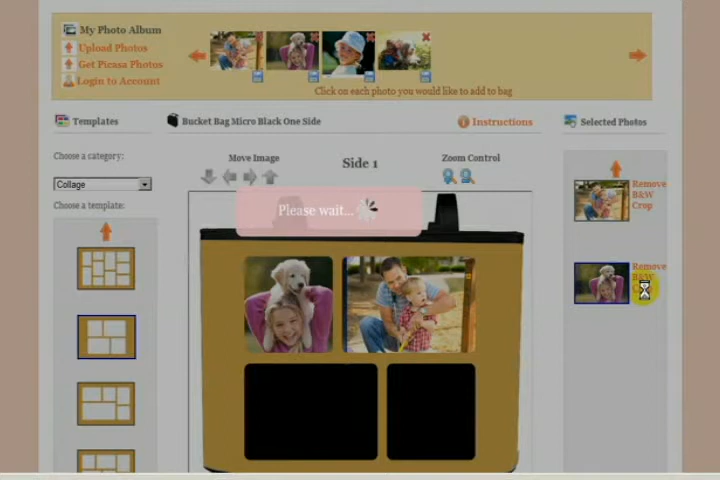 My Photo Album
Upload Photos
Get Picasa Photos
Login to Account
Click on each photo you would like to add to bag
Templates
Bucket Bag Micro Black One Side
Instructions
Selected Photos
Choose a category:
Collage
Choose a template:
Move Image
Side 1
Zoom Control
Please wait...
Remove
B&W
Crop
Remove
B&W